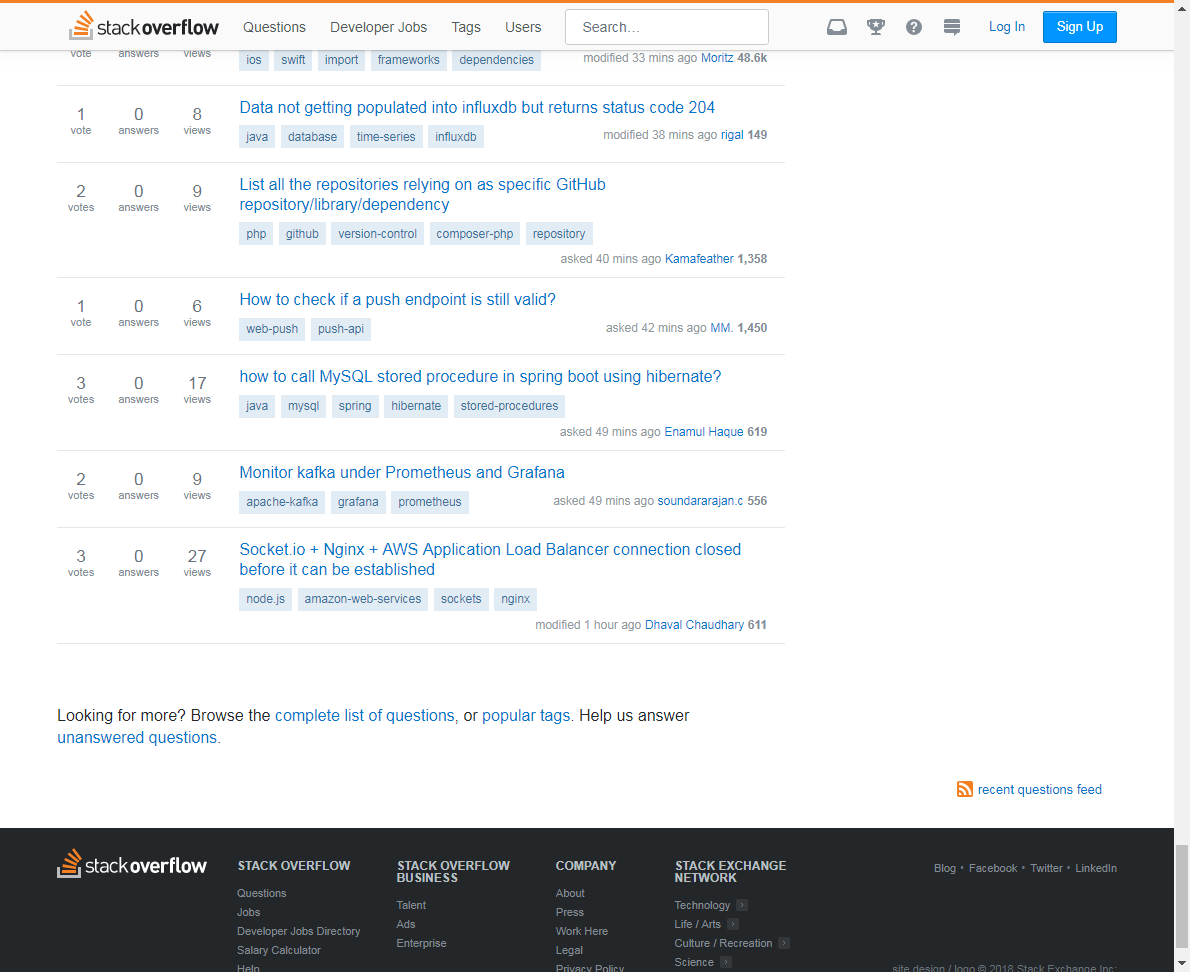 stackoverflow Questions Developer Jobs Tags Users Search... Log In Sign Up
vote answers views ios swift import frameworks dependencies modified 33 mins ago Moritz 48.6k
1 0 8 Data not getting populated into influxdb but returns status code 204
vote answers views java database time-series influxdb modified 38 mins ago rigal 149
2 0 9 List all the repositories relying on as specific GitHub
votes answers views repository/library/dependency
php github version-control composer-php repository
asked 40 mins ago Kamafeather 1,358
1 0 6 How to check if a push endpoint is still valid?
vote answers views web-push push-api asked 42 mins ago MM. 1,450
3 0 17 how to call MySQL stored procedure in spring boot using hibernate?
votes answers views java mysql spring hibernate stored-procedures
asked 49 mins ago Enamul Haque 619
2 0 9 Monitor kafka under Prometheus and Grafana
votes answers views apache-kafka grafana prometheus asked 49 mins ago soundararajan.c 556
3 0 27 Socket.io + Nginx + AWS Application Load Balancer connection closed
votes answers views before it can be established
node.js amazon-web-services sockets nginx
modified 1 hour ago Dhaval Chaudhary 611
Looking for more? Browse the complete list of questions, or popular tags. Help us answer
unanswered questions.
recent questions feed
stackoverflow
STACK OVERFLOW
Questions
Jobs
Developer Jobs Directory
Salary Calculator
Help
STACK OVERFLOW
BUSINESS
Talent
Ads
Enterprise
COMPANY
About
Press
Work Here
Legal
Privacy Policy
STACK EXCHANGE
NETWORK
Technology
Life / Arts
Culture / Recreation
Science
Blog • Facebook • Twitter • LinkedIn
site design / logo © 2018 Stack Exchange Inc;